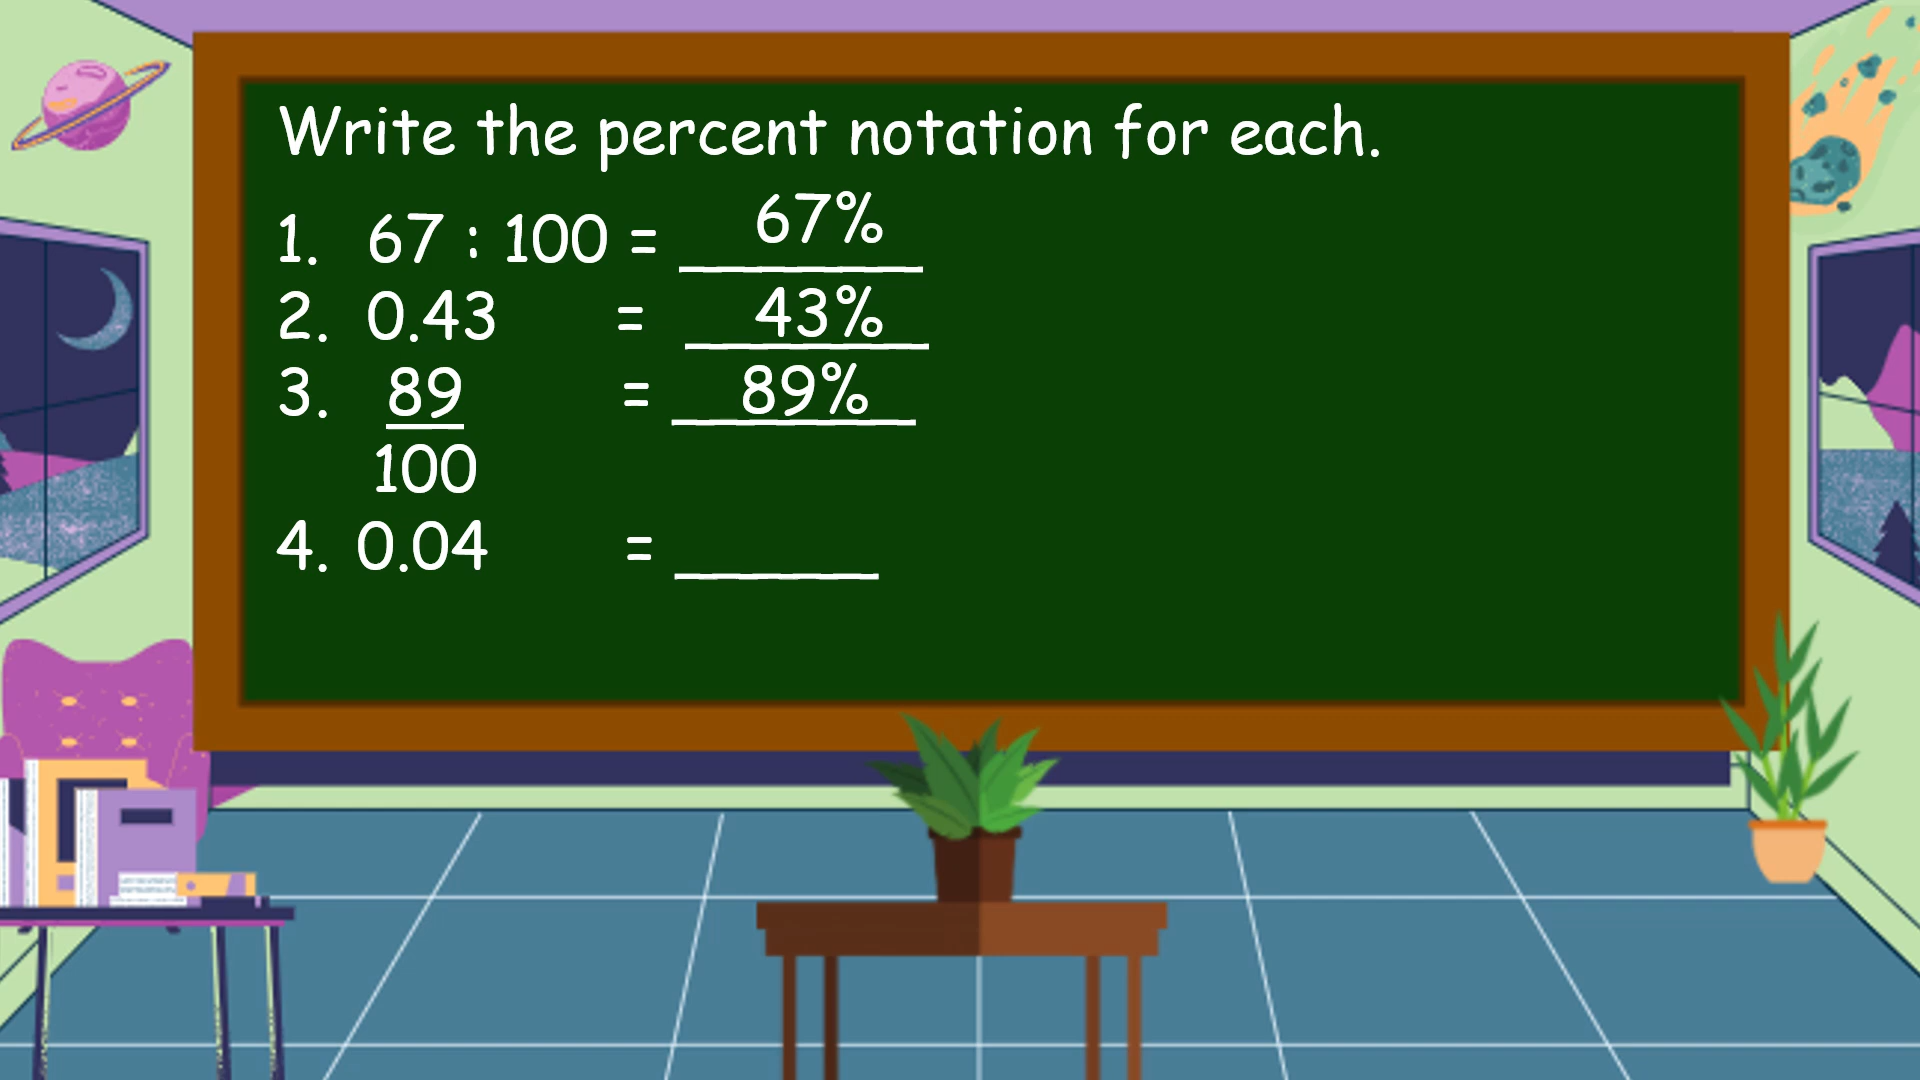 Write the percent notation for each.
1. 67 : 100 = 67%
2. 0.43 = 43%
3. 89 = 89%
100
4. 0.04 = ______